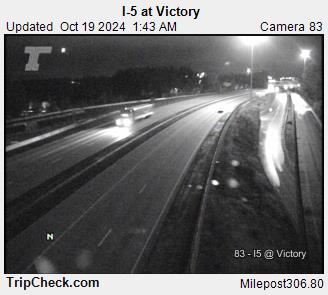 I-5 at Victory
Updated  Oct 19 2024  1:43 AM
Camera 83
T
N
83 - I5 @ Victory
TripCheck.com
Milepost306.80